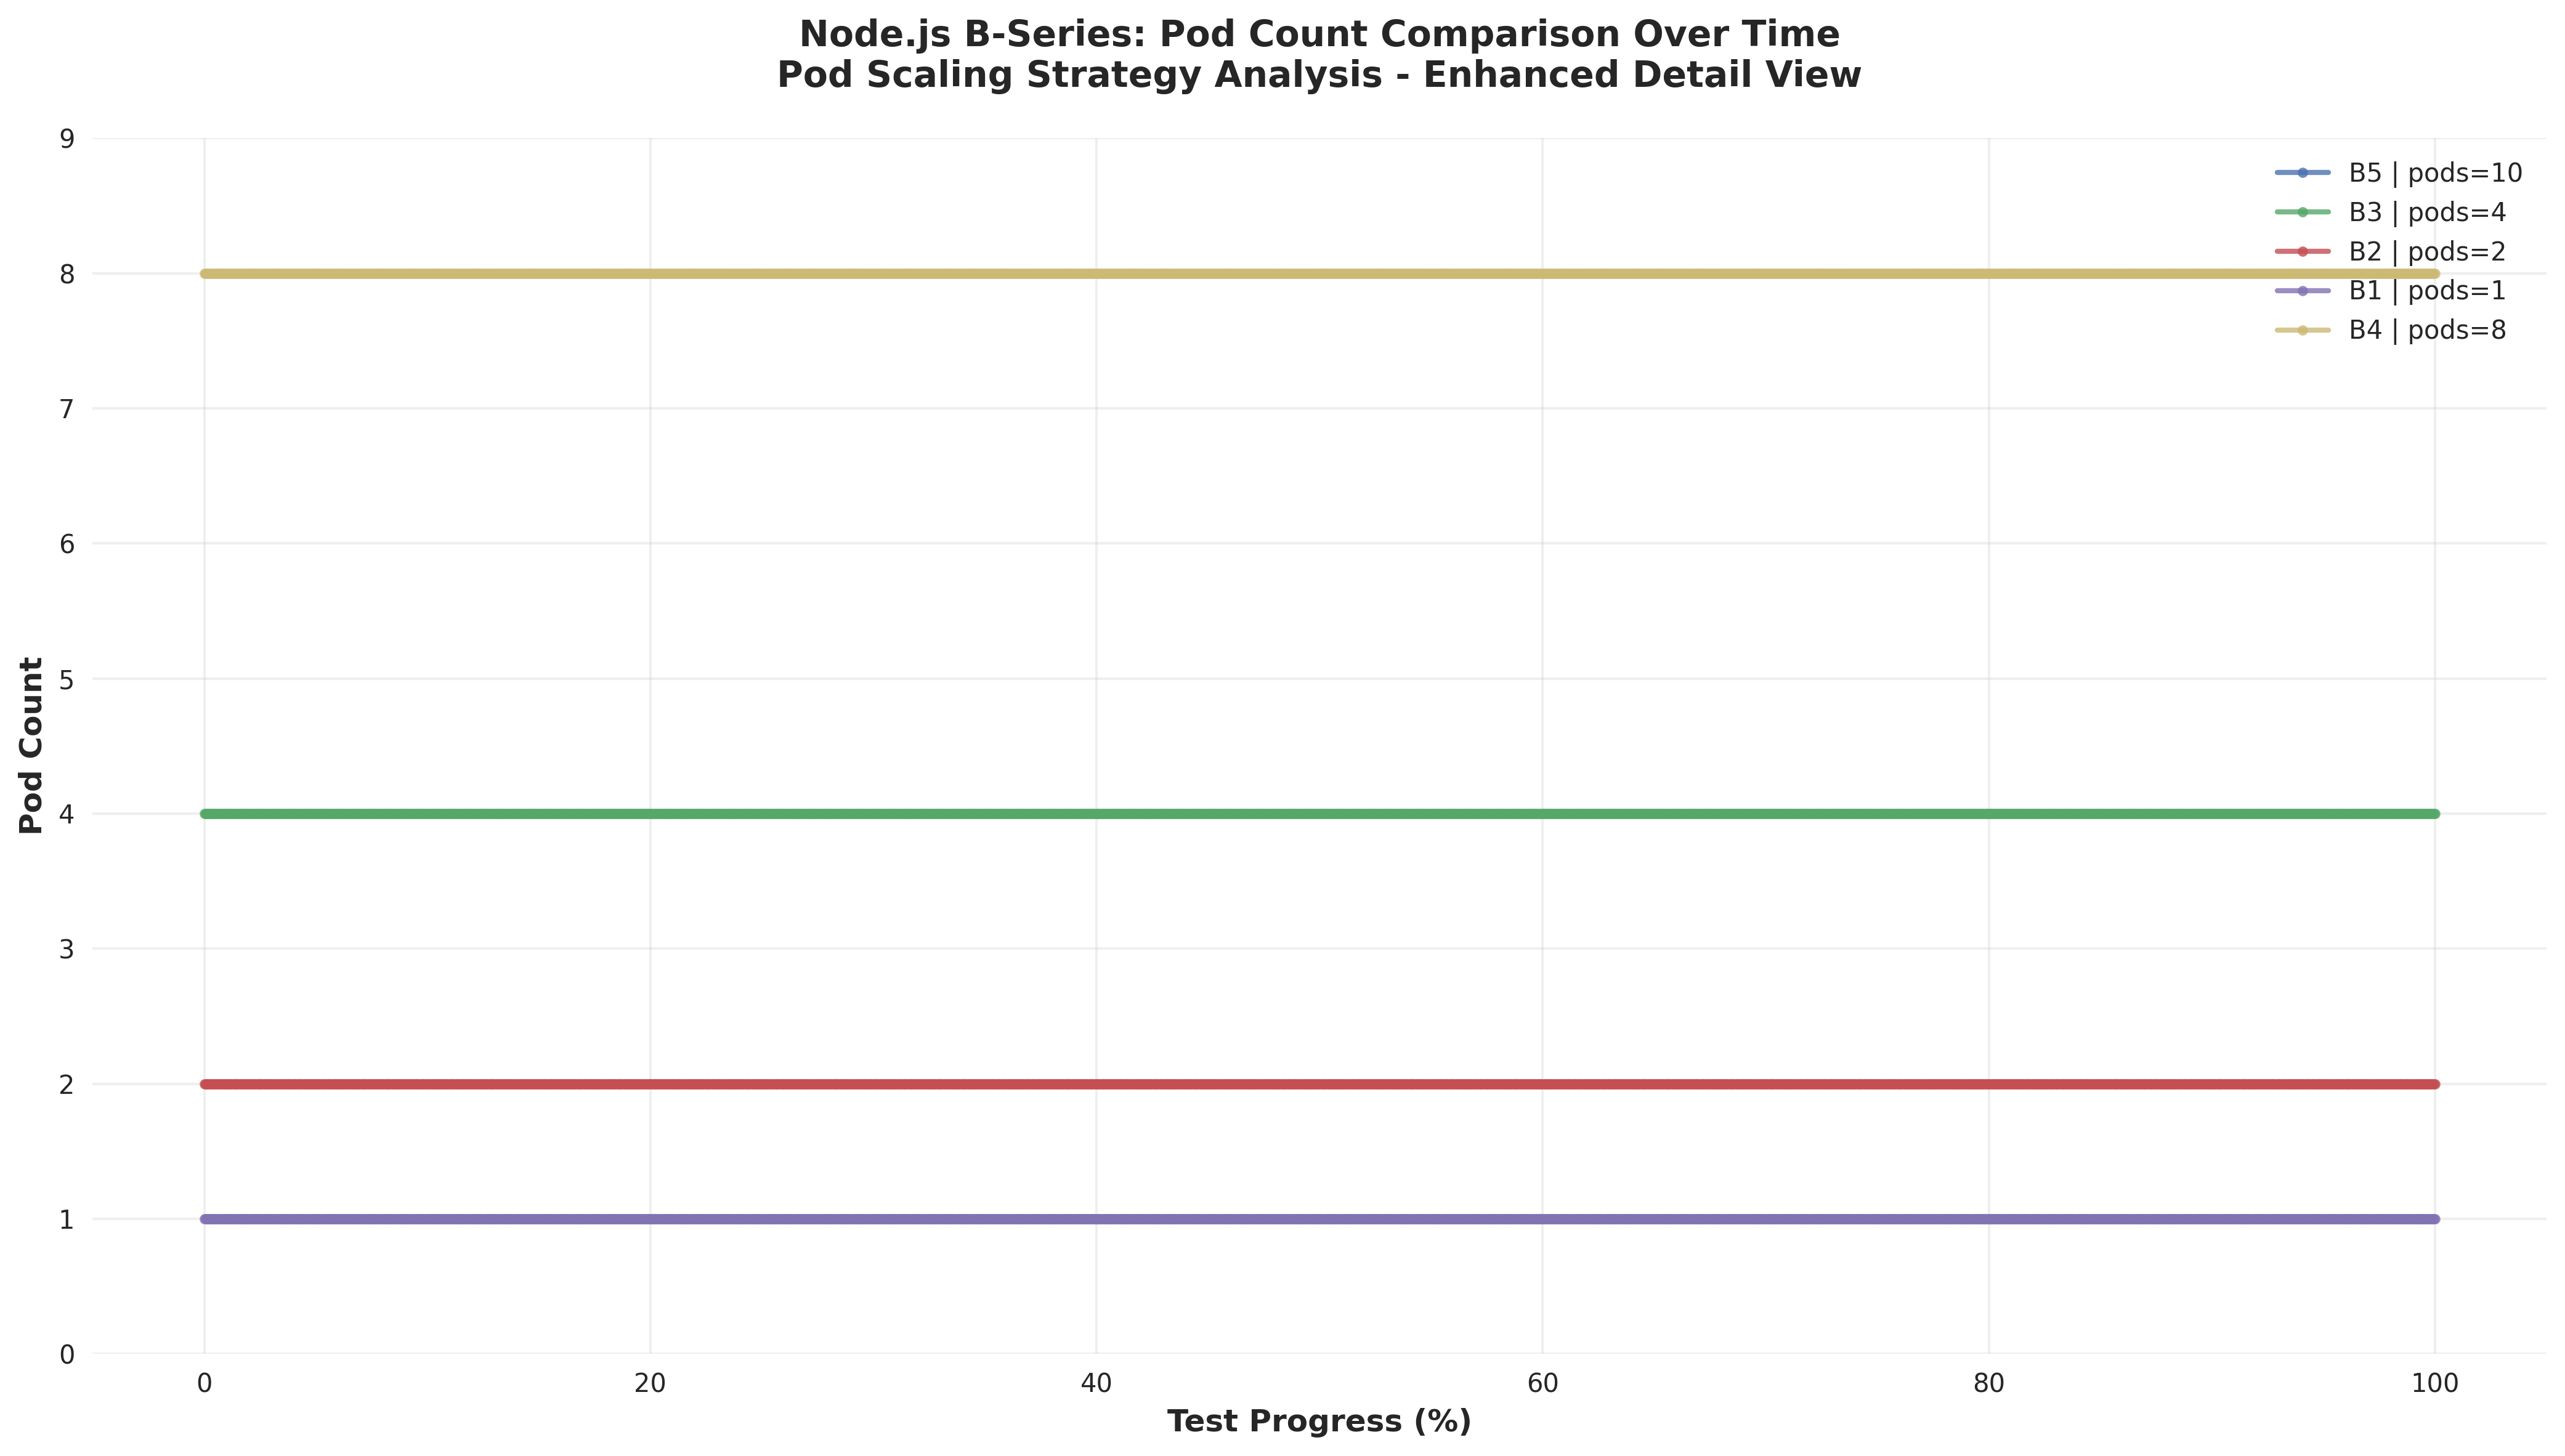 Node.js B-Series: Pod Count Comparison Over Time
Pod Scaling Strategy Analysis - Enhanced Detail View
9
8
7
6
5
4
3
2
1
0
Pod Count
B5 | pods=10
B3 | pods=4
B2 | pods=2
B1 | pods=1
B4 | pods=8
0
20
40
60
80
100
Test Progress (%)